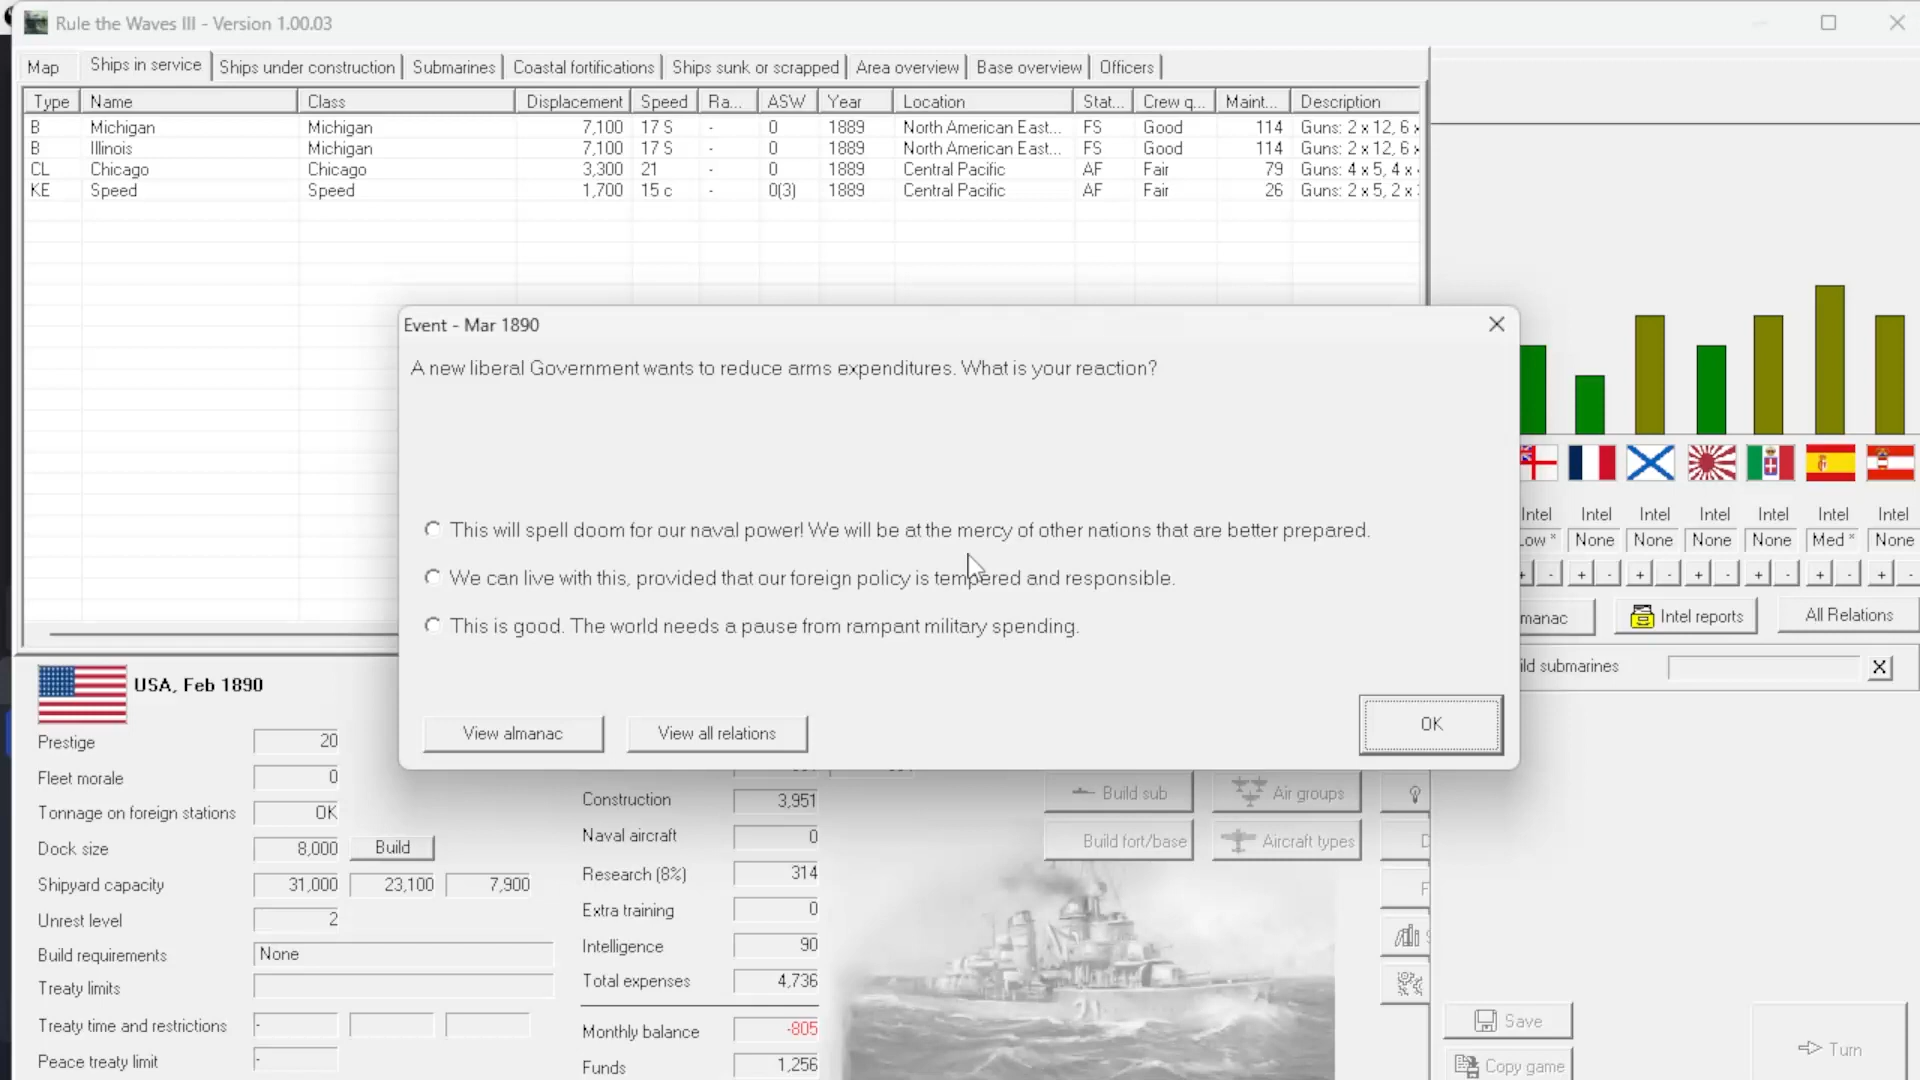 Rule the Waves III - Version 1.00.03
Map Ships in service Ships under construction Submarines Coastal fortifications Ships sunk or scrapped Area overview Base overview Officers
Type Name Class Displacement Speed Ra... ASW Year Location Stat... Crew q... Maint... Description
B Michigan Michigan 7,100 17 S - 0 1889 North American East... FS Good 114 Guns: 2 x 12, 6 x
B Illinois Michigan 7,100 17 S - 0 1889 North American East... FS Good 114 Guns: 2 x 12, 6 x
CL Chicago Chicago 3,300 21 - 0 1889 Central Pacific AF Fair 79 Guns: 4 x 5, 4 x
KE Speed Speed 1,700 15 c - 0(3) 1889 Central Pacific AF Fair 26 Guns: 2 x 5, 2 x
Event - Mar 1890
A new liberal Government wants to reduce arms expenditures. What is your reaction?
This will spell doom for our naval power! We will be at the mercy of other nations that are better prepared.
We can live with this, provided that our foreign policy is tempered and responsible.
This is good. The world needs a pause from rampant military spending.
View almanac View all relations OK
Intel Intel Intel Intel Intel Intel Intel
Low * None None None None Med * None
+ - + - + - + - + - + - + -
manac Intel reports All Relations
ild submarines X
USA, Feb 1890
Prestige 20
Fleet morale 0
Tonnage on foreign stations OK
Dock size 8,000 Build
Shipyard capacity 31,000 23,100 7,900
Unrest level 2
Build requirements None
Treaty limits
Treaty time and restrictions -
Peace treaty limit -
Construction 3,951
Naval aircraft 0
Research (8%) 314
Extra training 0
Intelligence 90
Total expenses 4,736
Monthly balance -805
Funds 1,256
Build sub Air groups
Build fort/base Aircraft types
Save
Copy game
Turn